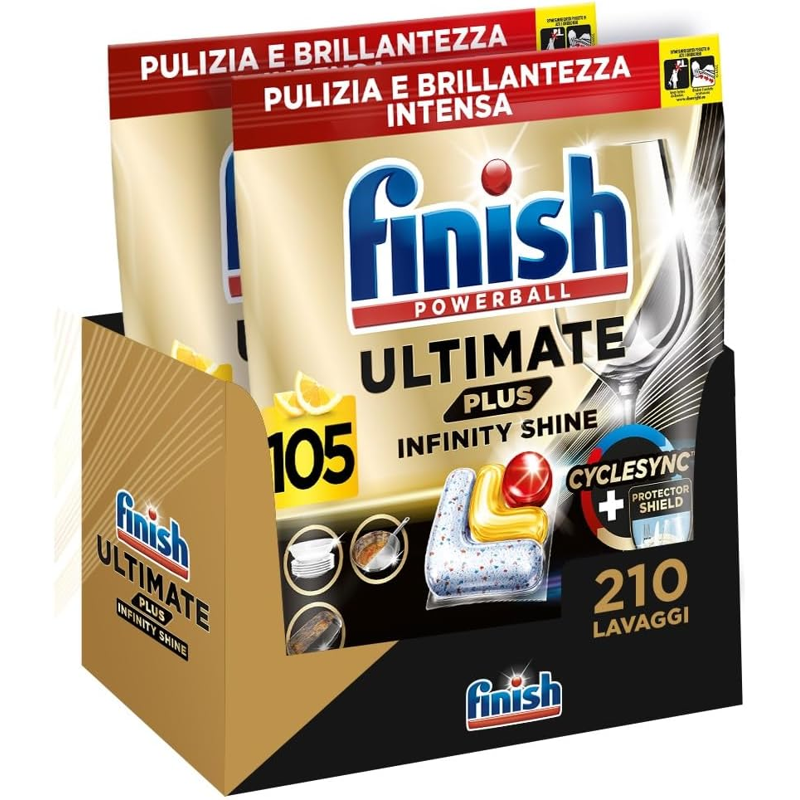 PULIZIA E BRILLANTEZZA
PULIZIA E BRILLANTEZZA
INTENSA
finish
POWERBALL
ULTIMATE
PLUS
INFINITY SHINE
105
CYCLESYNC™
+ PROTECTOR
SHIELD
210
LAVAGGI
finish
ULTIMATE
PLUS
INFINITY SHINE
finish